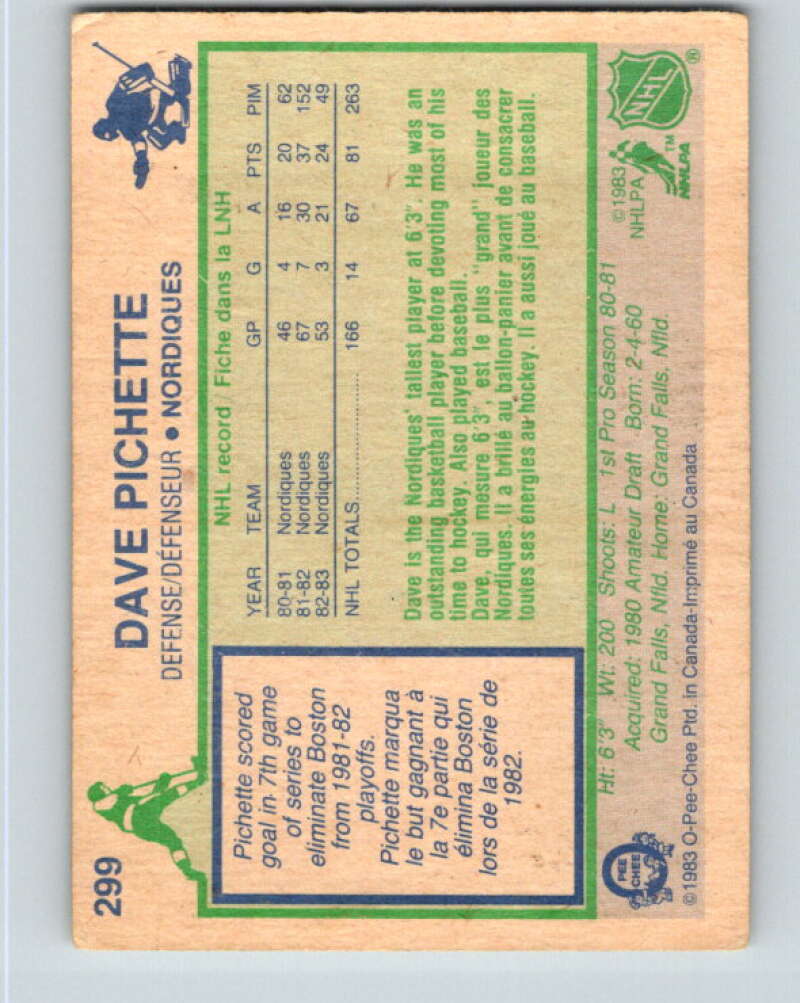 299
DAVE PICHETTE
DEFENSE/DÉFENSEUR • NORDIQUES
Pichette scored
goal in 7th game
of series to
eliminate Boston
from 1981-82
playoffs.
Pichette marqua
le but gagnant à
la 7e partie qui
élimina Boston
lors de la série de
1982.
NHL record/Fiche dans la LNH
YEAR TEAM GP G A PTS PIM
80-81 Nordiques 46 4 16 20 62
81-82 Nordiques 67 7 30 37 152
82-83 Nordiques 53 3 21 24 49
NHL TOTALS 166 14 67 81 263
Dave is the Nordiques' tallest player at 6'3". He was an
outstanding basketball player before devoting most of his
time to hockey. Also played baseball.
Dave, qui mesure 6'3", est le plus "grand" joueur des
Nordiques. Il a brillé au ballon-panier avant de consacrer
toutes ses énergies au hockey. Il a aussi joué au baseball.
Ht: 6'3" Wt: 200 Shoots: L 1st Pro Season 80-81
Acquired: 1980 Amateur Draft Born: 2-4-60
Grand Falls, Nfld. Home: Grand Falls, Nfld.
©1983 O-Pee-Chee Ptd. in Canada-Imprimé au Canada
O PEE CHEE
©1983
NHLPA
NHL ®
NHLPA ™